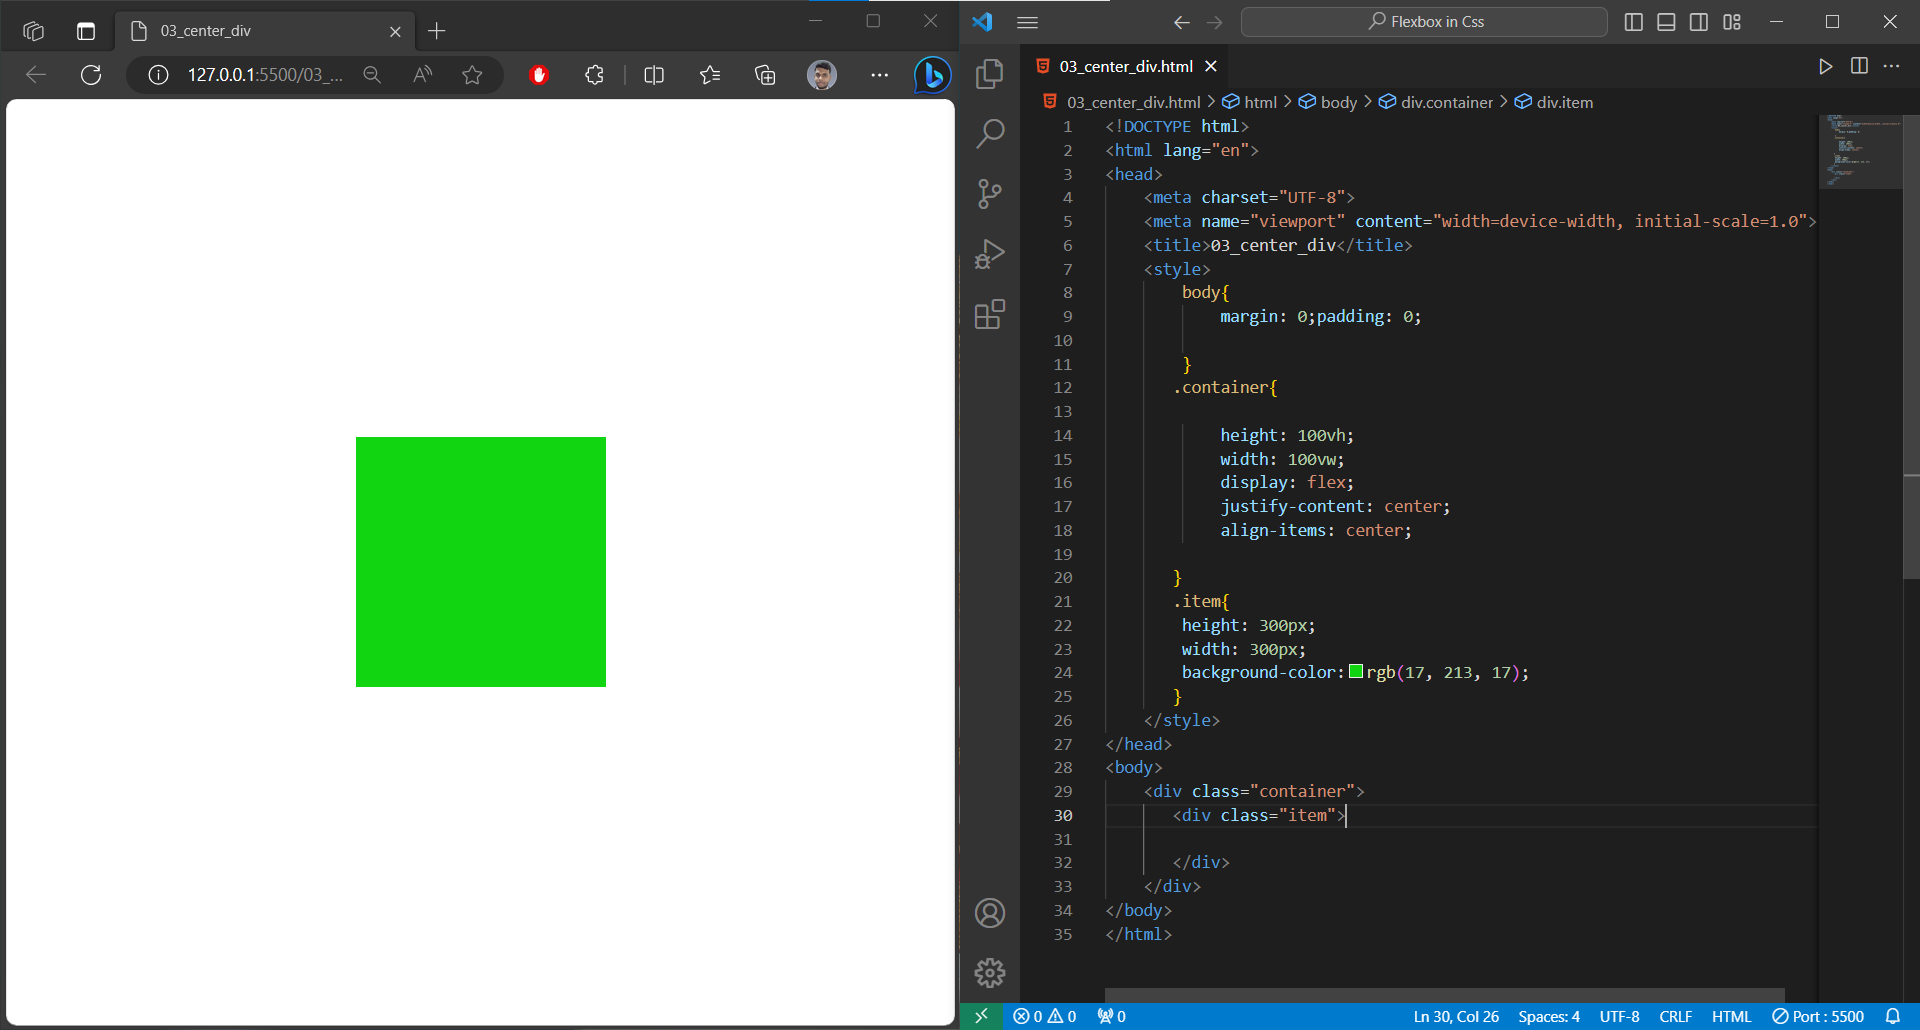 03_center_div
127.0.0.1:5500/03_...
Flexbox in Css
03_center_div.html
03_center_div.html > html > body > div.container > div.item
1 <!DOCTYPE html>
2 <html lang="en">
3 <head>
4 <meta charset="UTF-8">
5 <meta name="viewport" content="width=device-width, initial-scale=1.0">
6 <title>03_center_div</title>
7 <style>
8 body{
9 margin: 0;padding: 0;
10
11 }
12 .container{
13
14 height: 100vh;
15 width: 100vw;
16 display: flex;
17 justify-content: center;
18 align-items: center;
19
20 }
21 .item{
22 height: 300px;
23 width: 300px;
24 background-color: rgb(17, 213, 17);
25 }
26 </style>
27 </head>
28 <body>
29 <div class="container">
30 <div class="item">
31
32 </div>
33 </div>
34 </body>
35 </html>
0 0 0 Ln 30, Col 26 Spaces: 4 UTF-8 CRLF HTML Port : 5500